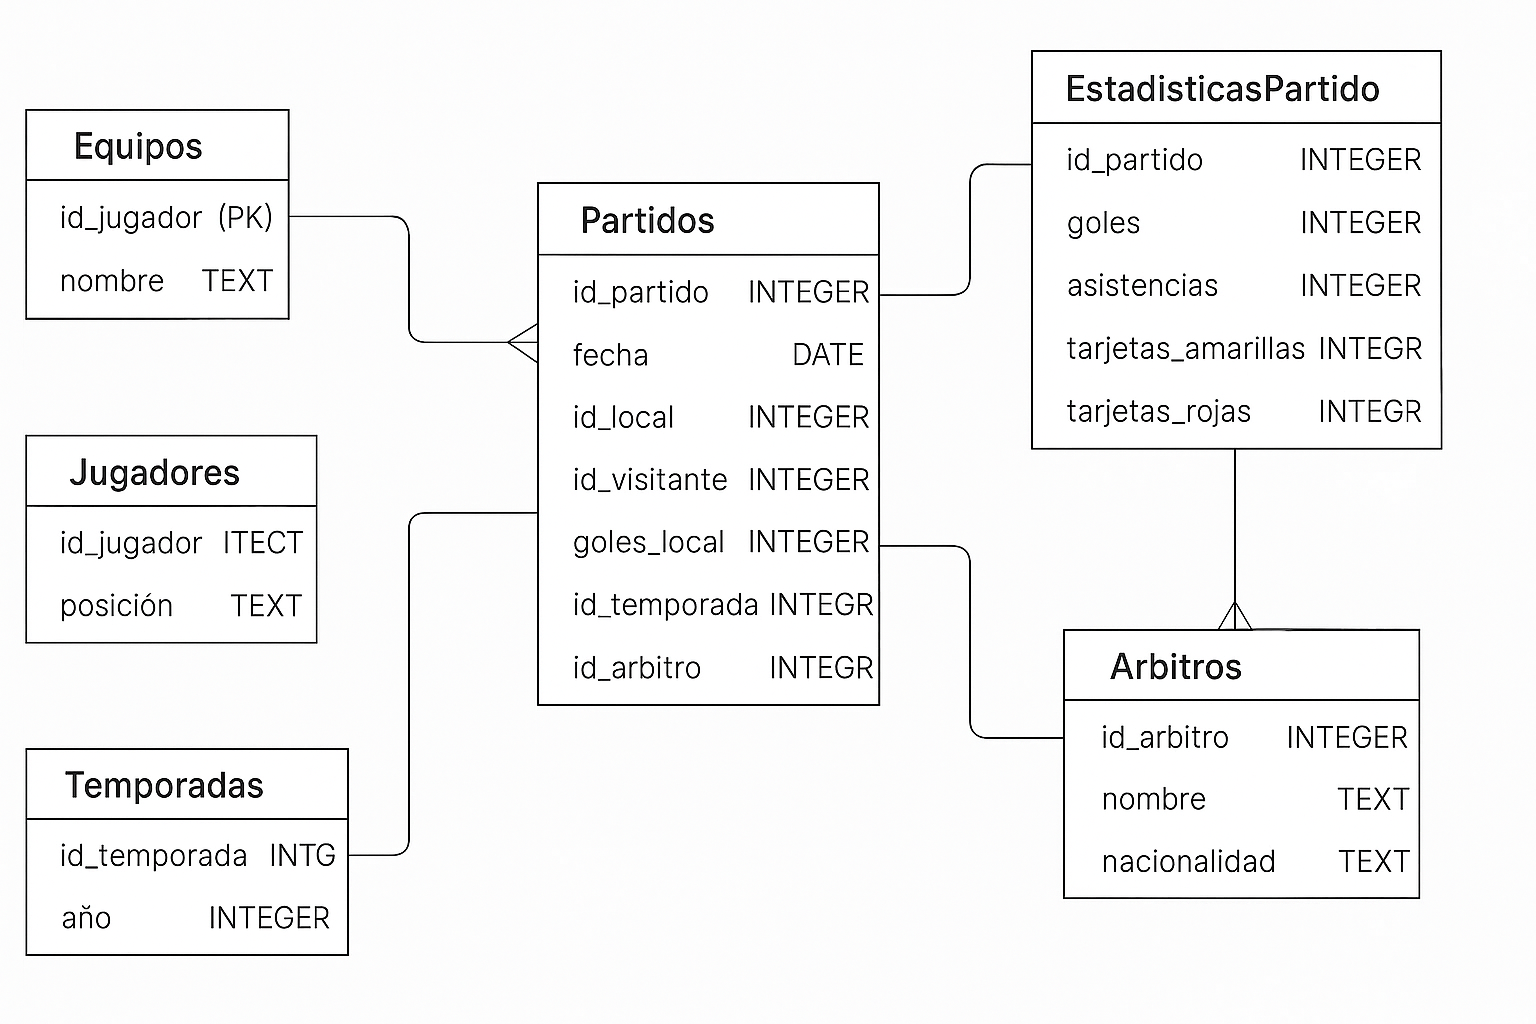 Equipos
id_jugador (PK)
nombre TEXT
Jugadores
id_jugador ITECT
posición TEXT
Temporadas
id_temporada INTG
año INTEGER
Partidos
id_partido INTEGER
fecha DATE
id_local INTEGER
id_visitante INTEGER
goles_local INTEGER
id_temporada INTEGR
id_arbitro INTEGR
EstadisticasPartido
id_partido INTEGER
goles INTEGER
asistencias INTEGER
tarjetas_amarillas INTEGR
tarjetas_rojas INTEGR
Arbitros
id_arbitro INTEGER
nombre TEXT
nacionalidad TEXT